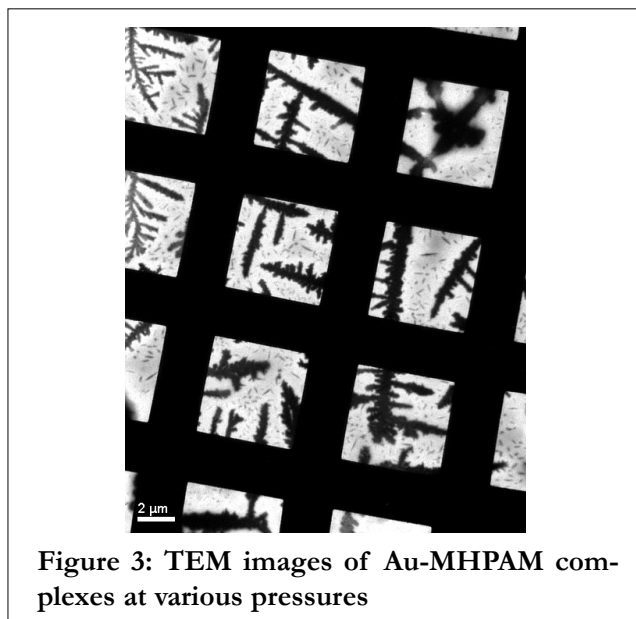 2 μm
Figure 3: TEM images of Au-MHPAM com-
plexes at various pressures